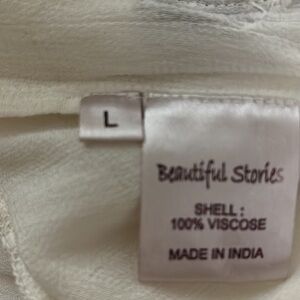 L
Beautiful Stories
SHELL :
100% VISCOSE
MADE IN INDIA